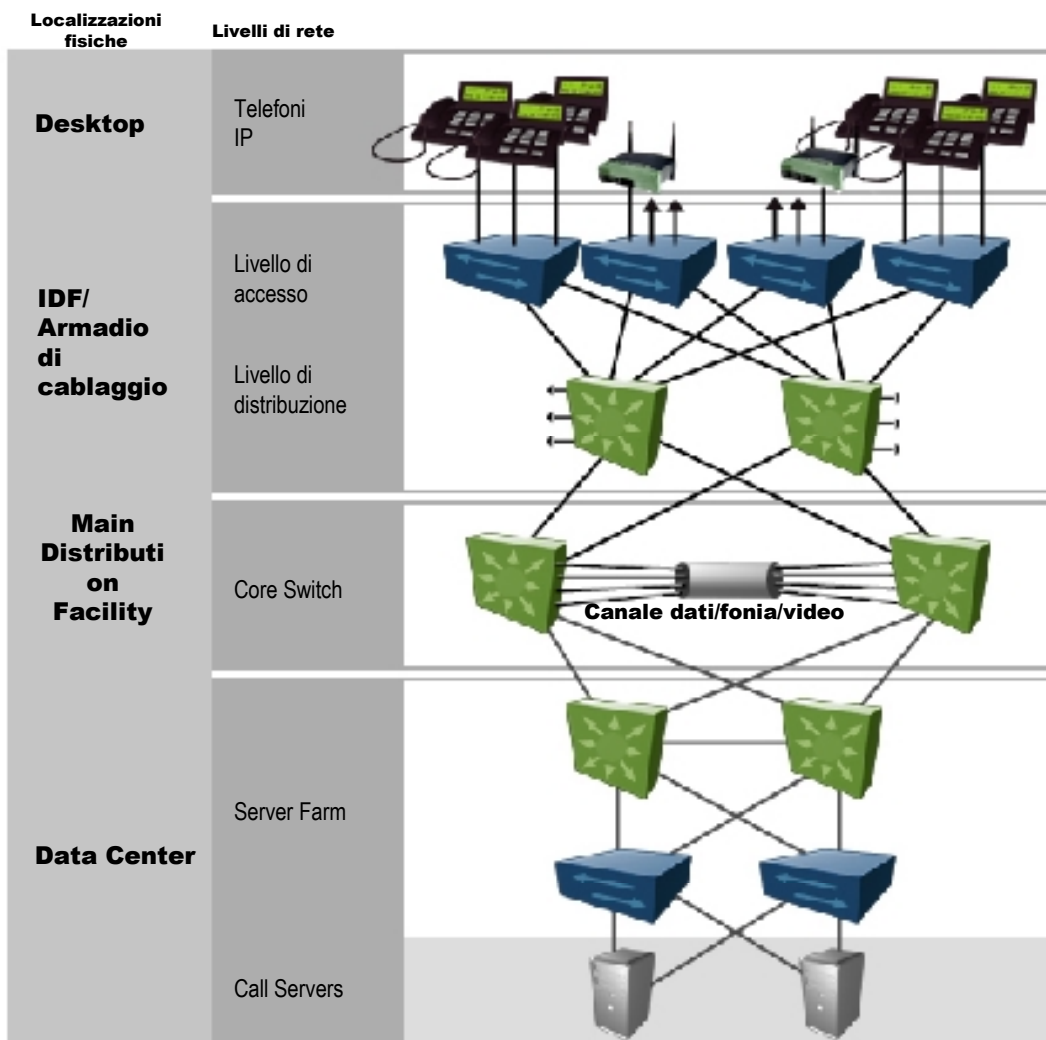 Localizzazioni
fisiche
Livelli di rete
Desktop
Telefoni
IP
IDF/
Armadio
di
cablaggio
Livello di
accesso
Livello di
distribuzione
Main
Distributi
on
Facility
Core Switch
Canale dati/fonia/video
Data Center
Server Farm
Call Servers